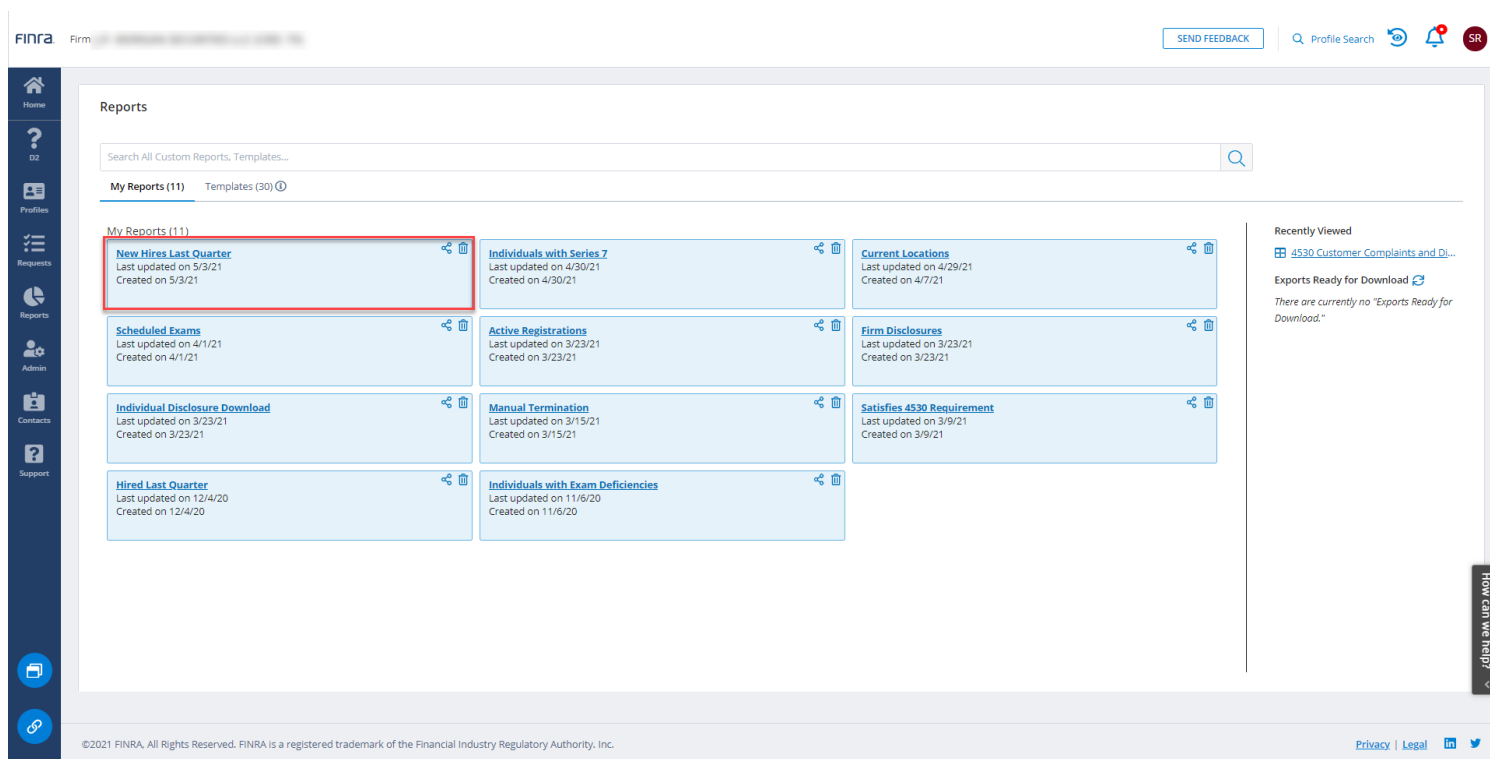 FINRA
Firm
SEND FEEDBACK
Profile Search
SR
Home
D2
Profiles
Requests
Reports
Admin
Contacts
Support
Reports
Search All Custom Reports, Templates...
My Reports (11)
Templates (30)
My Reports (11)
New Hires Last Quarter
Last updated on 5/3/21
Created on 5/3/21
Individuals with Series 7
Last updated on 4/30/21
Created on 4/30/21
Current Locations
Last updated on 4/29/21
Created on 4/7/21
Scheduled Exams
Last updated on 4/1/21
Created on 4/1/21
Active Registrations
Last updated on 3/23/21
Created on 3/23/21
Firm Disclosures
Last updated on 3/23/21
Created on 3/23/21
Individual Disclosure Download
Last updated on 3/23/21
Created on 3/23/21
Manual Termination
Last updated on 3/15/21
Created on 3/15/21
Satisfies 4530 Requirement
Last updated on 3/9/21
Created on 3/9/21
Hired Last Quarter
Last updated on 12/4/20
Created on 12/4/20
Individuals with Exam Deficiencies
Last updated on 11/6/20
Created on 11/6/20
Recently Viewed
4530 Customer Complaints and Di...
Exports Ready for Download
There are currently no "Exports Ready for
Download."
How can we help?
©2021 FINRA, All Rights Reserved. FINRA is a registered trademark of the Financial Industry Regulatory Authority. Inc.
Privacy | Legal